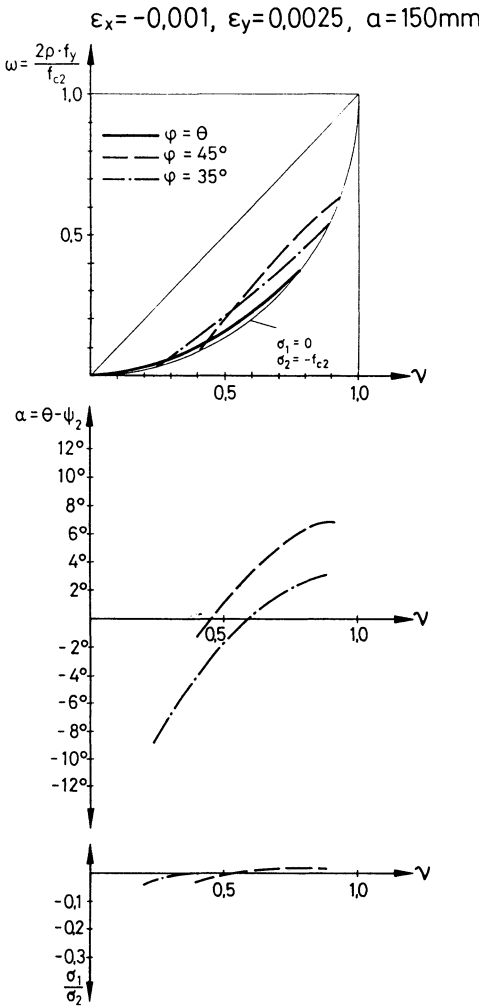 εx=-0,001, εy=0,0025, a=150mm
ω=2ρ·fy/fc2
1,0
φ=θ
φ=45°
φ=35°
0,5
σ1=0
σ2=-fc2
0,5 1,0 ν
α=θ-ψ2
12°
10°
8°
6°
4°
2°
0,5 1,0 ν
-2°
-4°
-6°
-8°
-10°
-12°
0,5 1,0 ν
-0,1
-0,2
-0,3
σ1/σ2